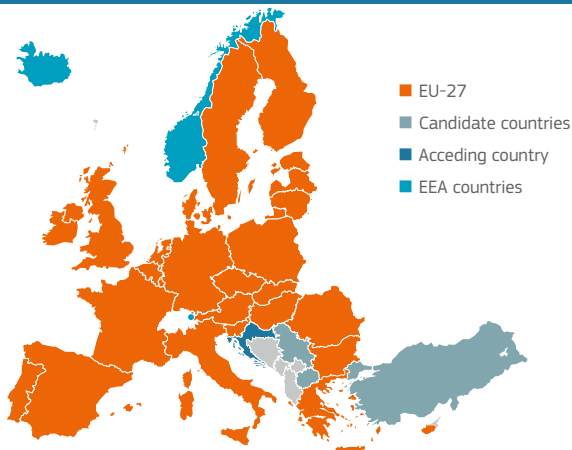 EU-27
Candidate countries
Acceding country
EEA countries